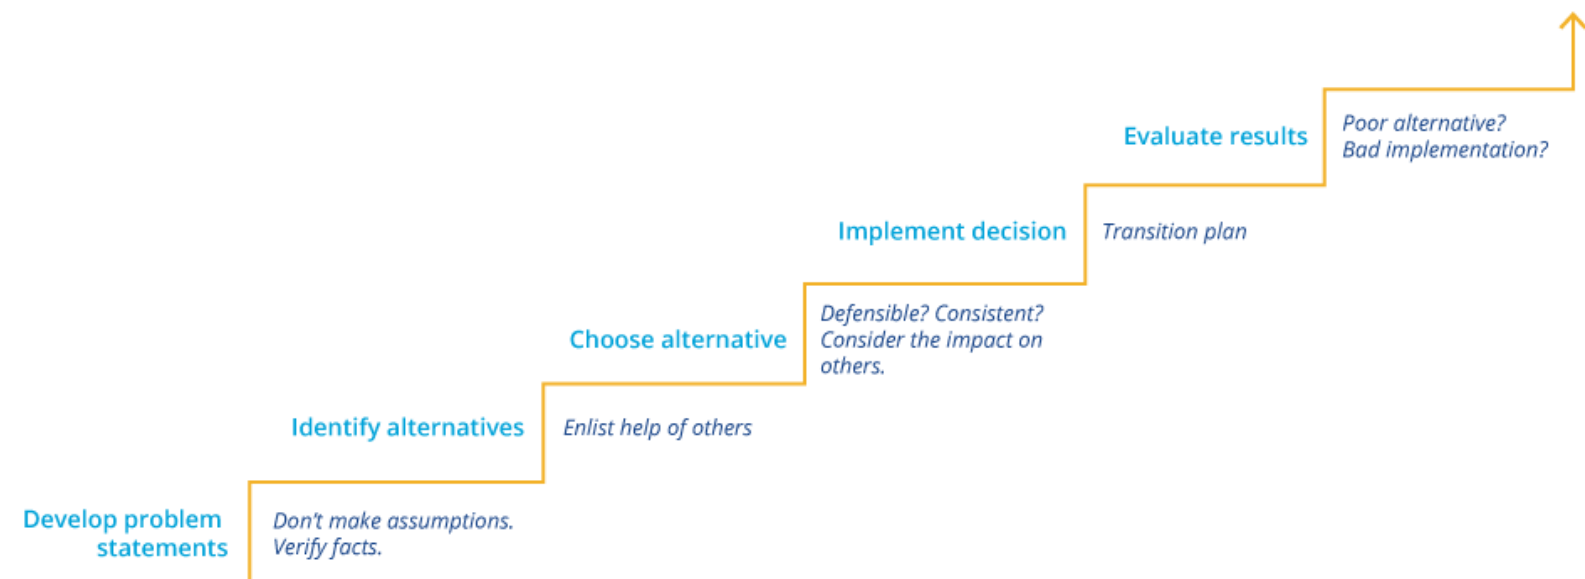 Develop problem
statements
Don't make assumptions.
Verify facts.
Identify alternatives
Enlist help of others
Choose alternative
Defensible? Consistent?
Consider the impact on
others.
Implement decision
Transition plan
Evaluate results
Poor alternative?
Bad implementation?